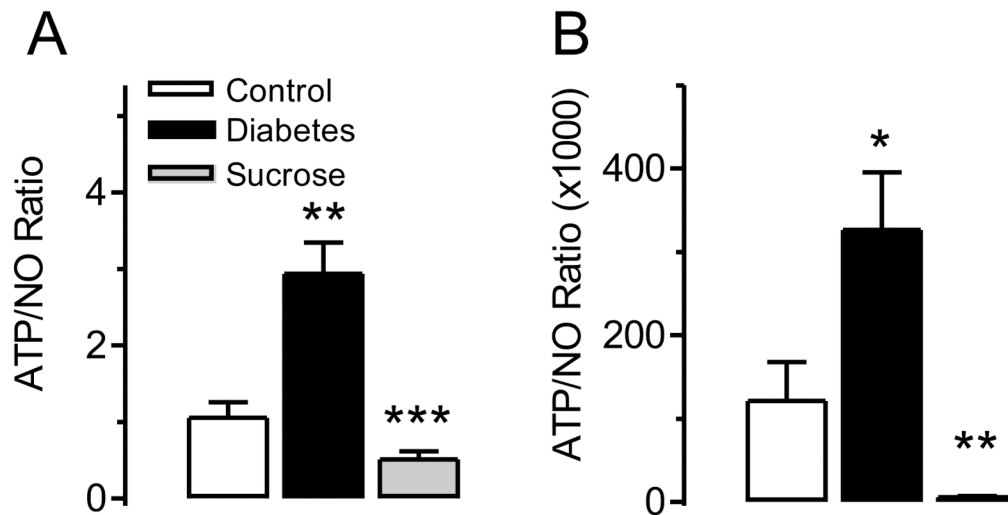 A
Control
Diabetes
Sucrose
ATP/NO Ratio
4
2
0
**
***
B
ATP/NO Ratio (x1000)
400
200
0
*
**